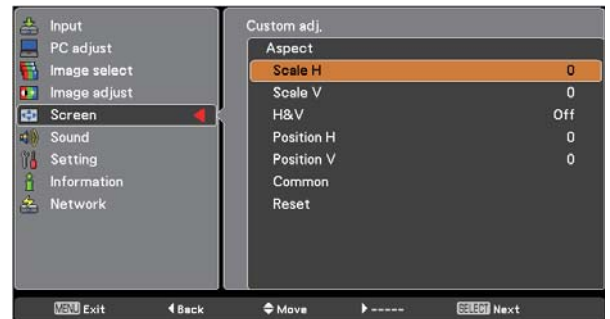 Input
PC adjust
Image select
Image adjust
Screen
Sound
Setting
Information
Network
Custom adj.
Aspect
Scale H 0
Scale V 0
H&V Off
Position H 0
Position V 0
Common
Reset
MENU Exit Back Move ----- SELECT Next